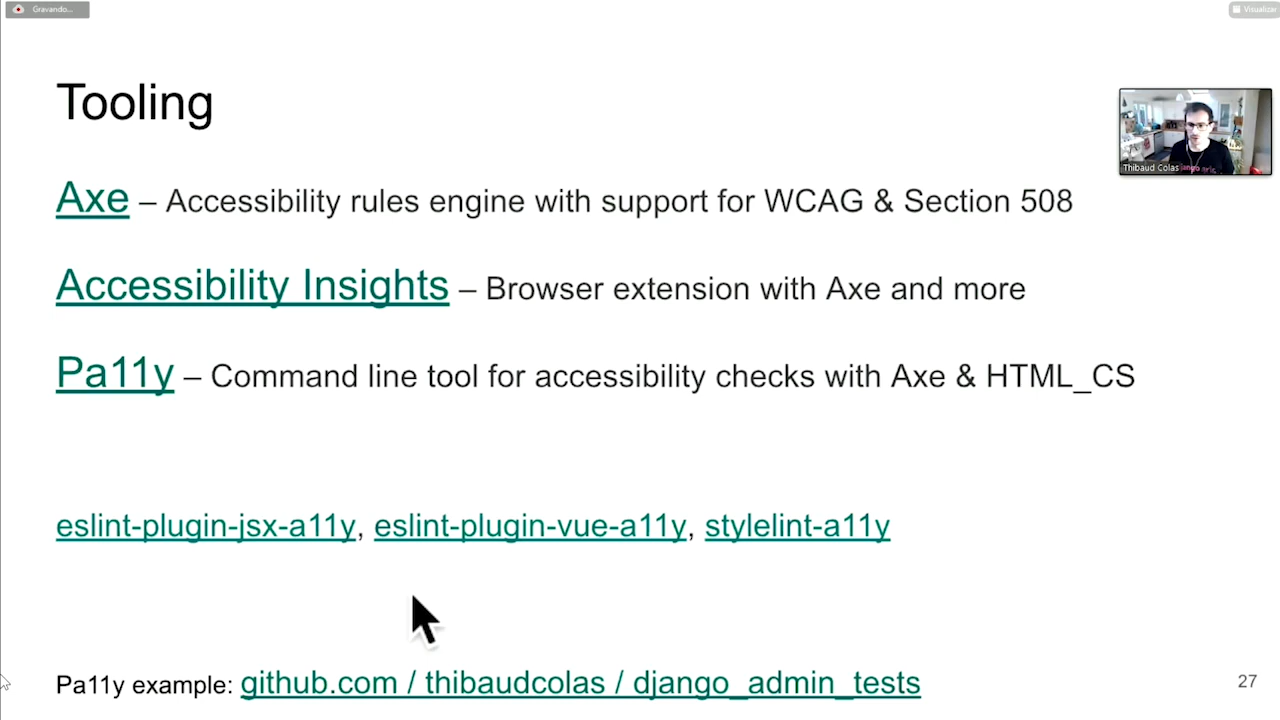 Gravando...
Visualizar
Tooling
Thibaud Colas
Axe – Accessibility rules engine with support for WCAG & Section 508
Accessibility Insights – Browser extension with Axe and more
Pa11y – Command line tool for accessibility checks with Axe & HTML_CS
eslint-plugin-jsx-a11y, eslint-plugin-vue-a11y, stylelint-a11y
Pa11y example: github.com / thibaudcolas / django_admin_tests
27